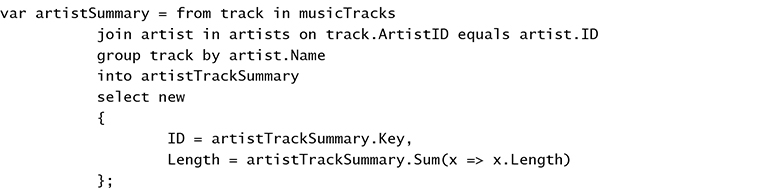 var artistSummary = from track in musicTracks
join artist in artists on track.ArtistID equals artist.ID
group track by artist.Name
into artistTrackSummary
select new
{
ID = artistTrackSummary.Key,
Length = artistTrackSummary.Sum(x => x.Length)
};